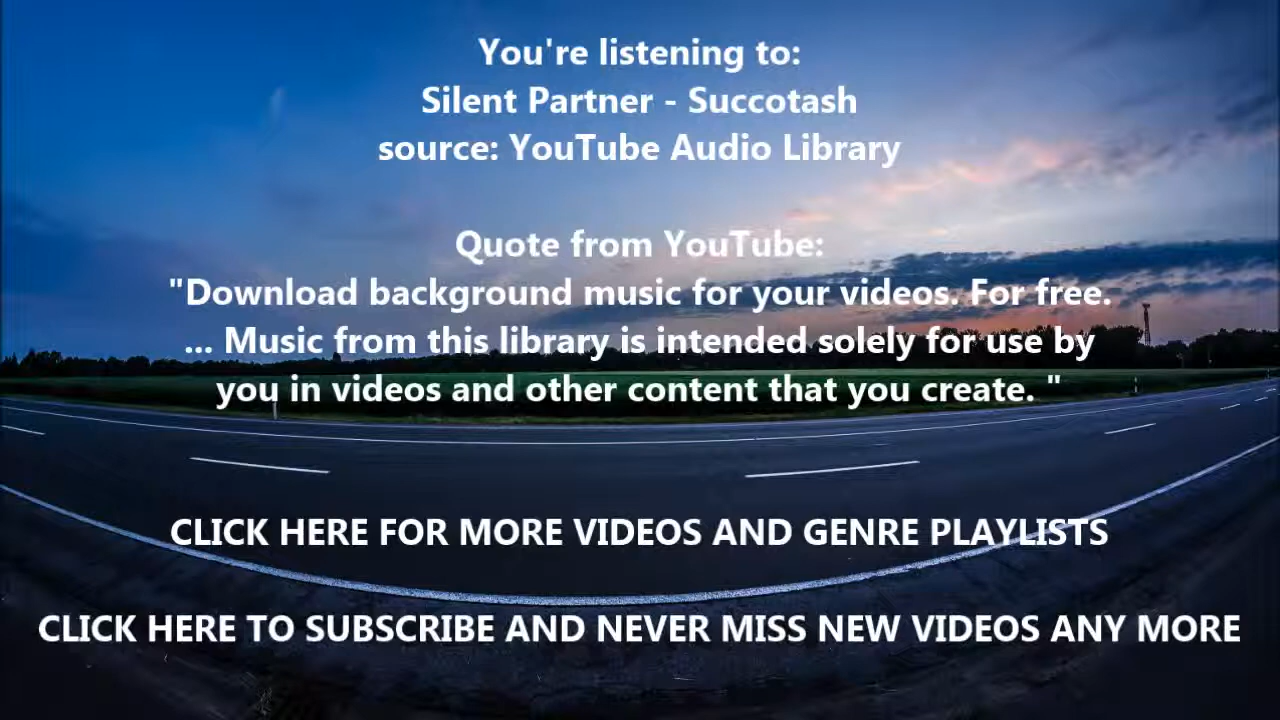 You're listening to:
Silent Partner - Succotash
source: YouTube Audio Library
Quote from YouTube:
"Download background music for your videos. For free.
... Music from this library is intended solely for use by
you in videos and other content that you create. "
CLICK HERE FOR MORE VIDEOS AND GENRE PLAYLISTS
CLICK HERE TO SUBSCRIBE AND NEVER MISS NEW VIDEOS ANY MORE